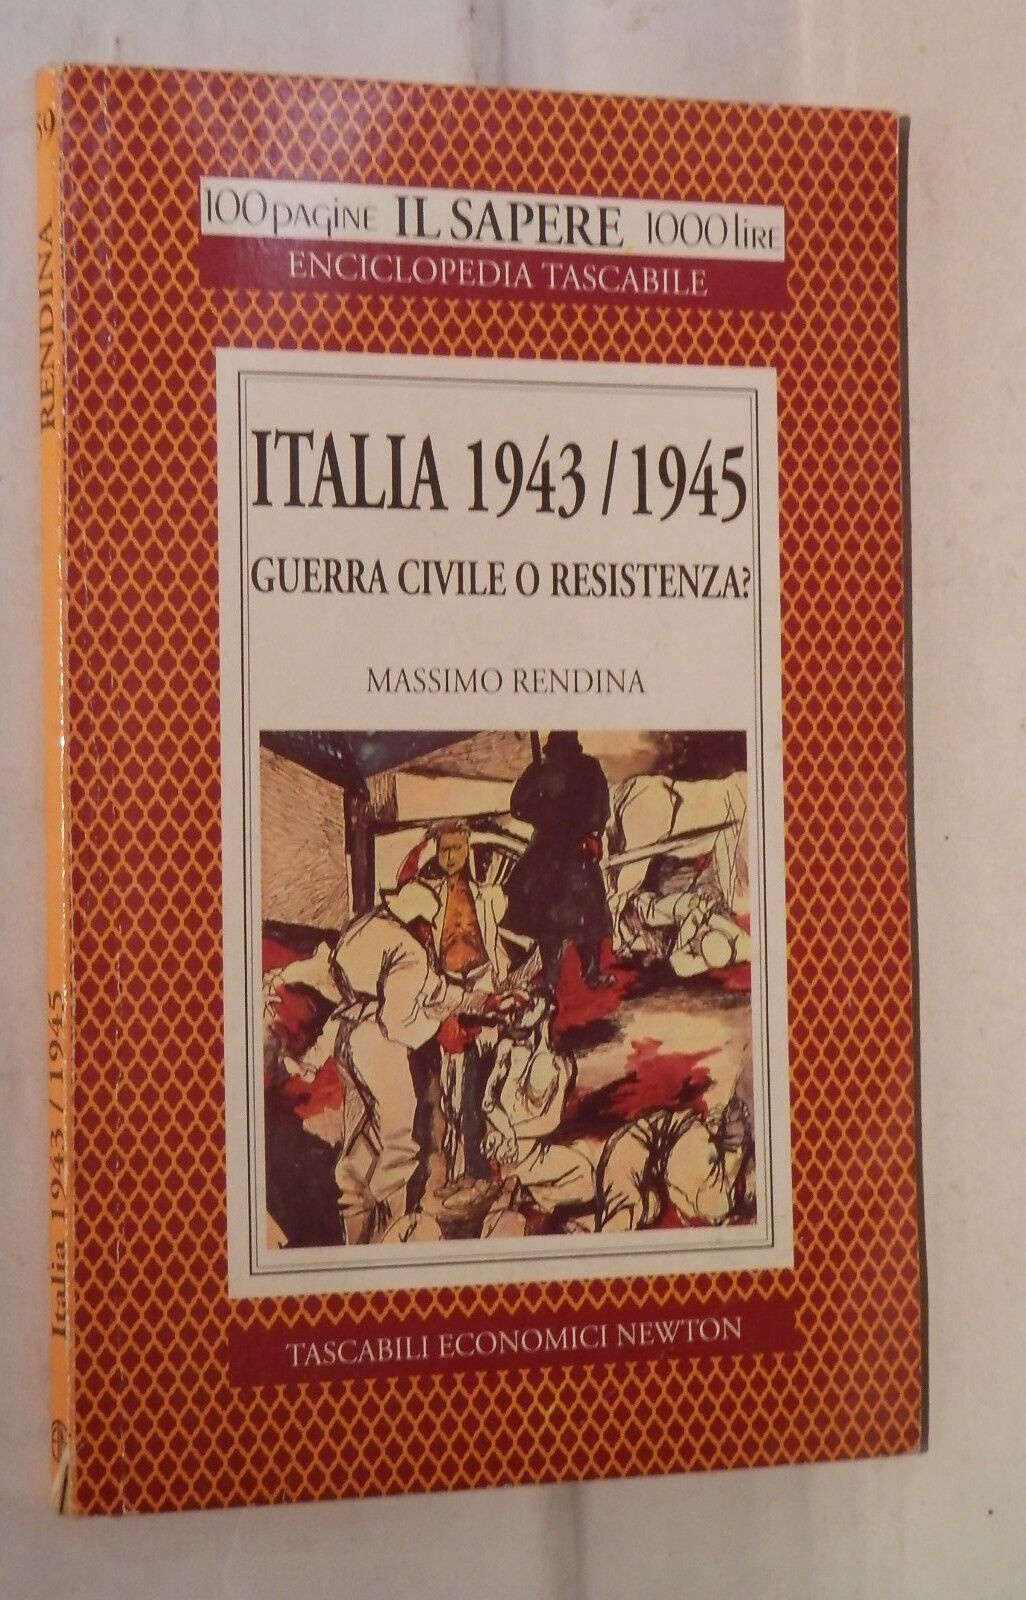 100 pagine IL SAPERE 1000 lire
ENCICLOPEDIA TASCABILE
ITALIA 1943 / 1945
GUERRA CIVILE O RESISTENZA?
MASSIMO RENDINA
TASCABILI ECONOMICI NEWTON
RENDINA
Italia 1943 / 1945